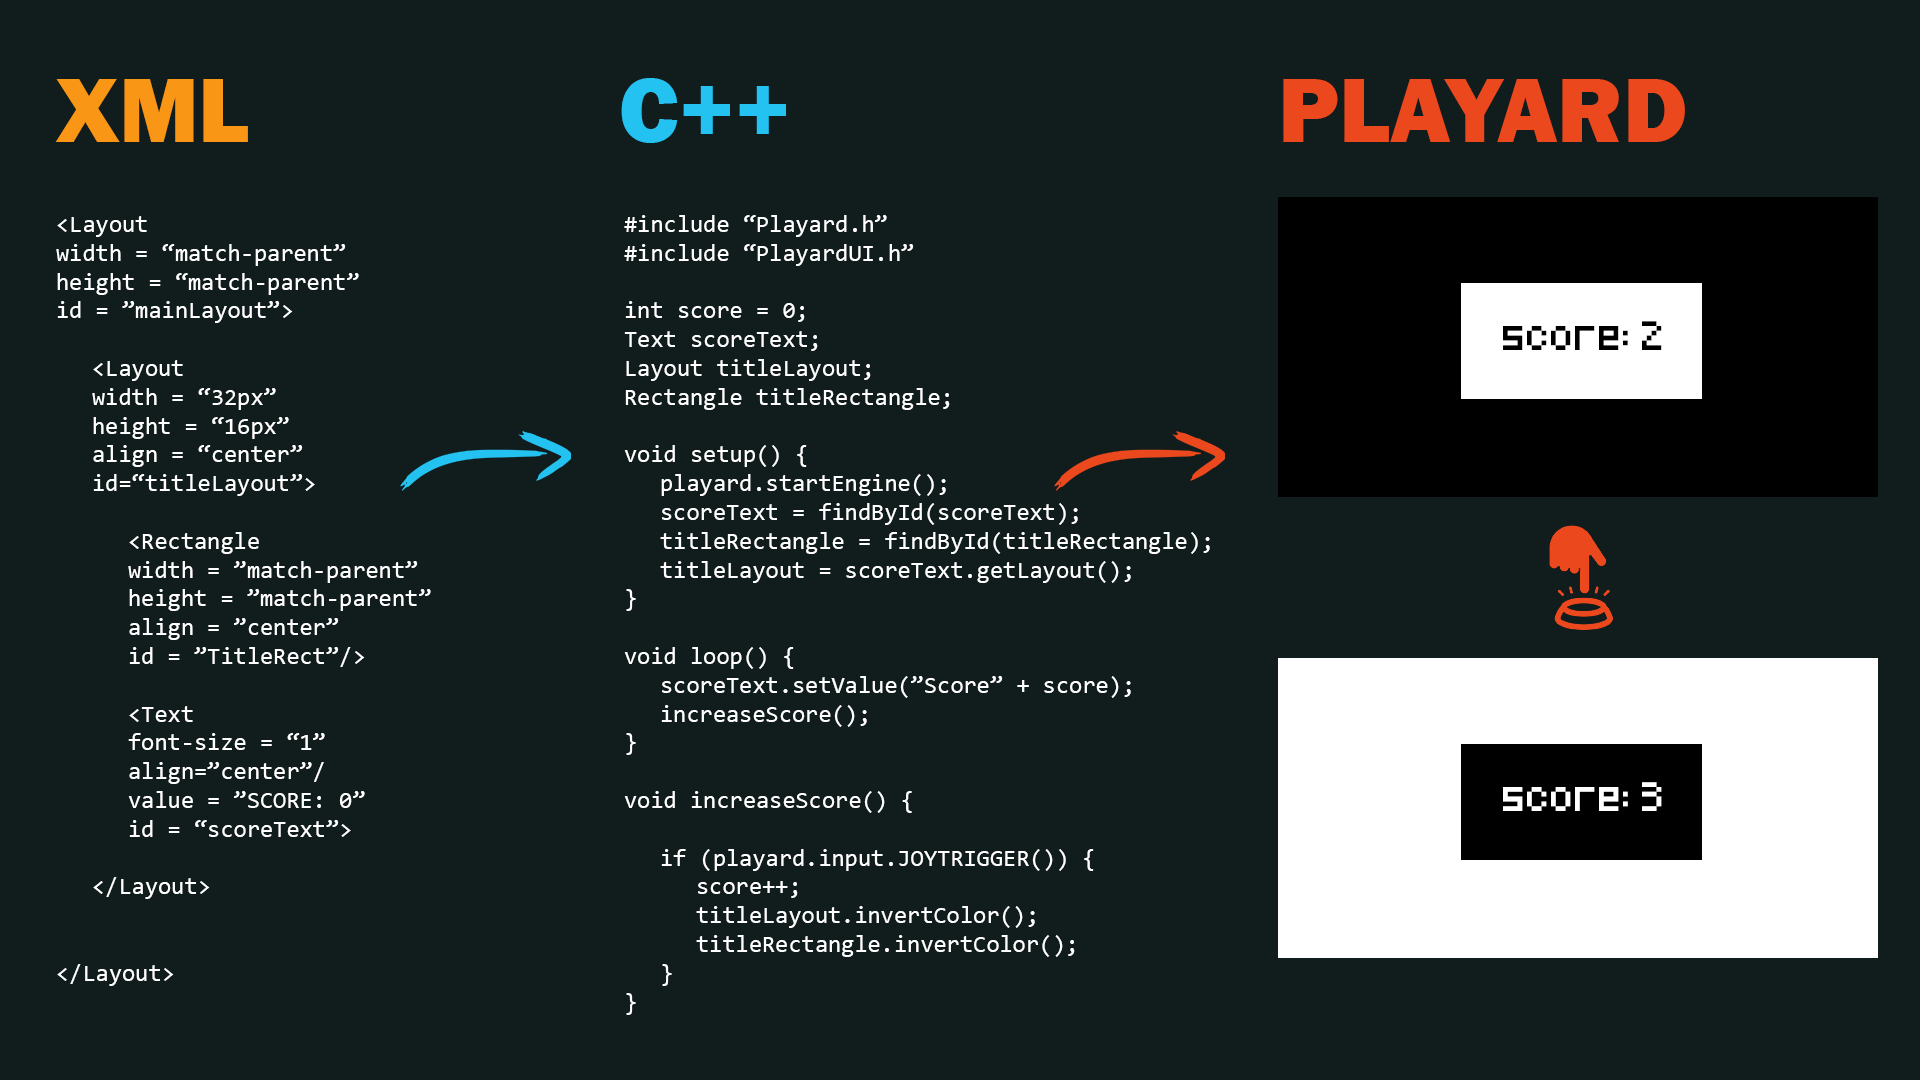 XML
<Layout
width = “match-parent”
height = “match-parent”
id = ”mainLayout”>
<Layout
width = “32px”
height = “16px”
align = “center”
id=“titleLayout”>
<Rectangle
width = ”match-parent”
height = ”match-parent”
align = ”center”
id = ”TitleRect”/>
<Text
font-size = “1”
align=”center”/
value = ”SCORE: 0”
id = “scoreText”>
</Layout>
</Layout>
C++
#include “Playard.h”
#include “PlayardUI.h”
int score = 0;
Text scoreText;
Layout titleLayout;
Rectangle titleRectangle;
void setup() {
playard.startEngine();
scoreText = findById(scoreText);
titleRectangle = findById(titleRectangle);
titleLayout = scoreText.getLayout();
}
void loop() {
scoreText.setValue(”Score” + score);
increaseScore();
}
void increaseScore() {
if (playard.input.JOYTRIGGER()) {
score++;
titleLayout.invertColor();
titleRectangle.invertColor();
}
}
PLAYARD
score: 2
score: 3